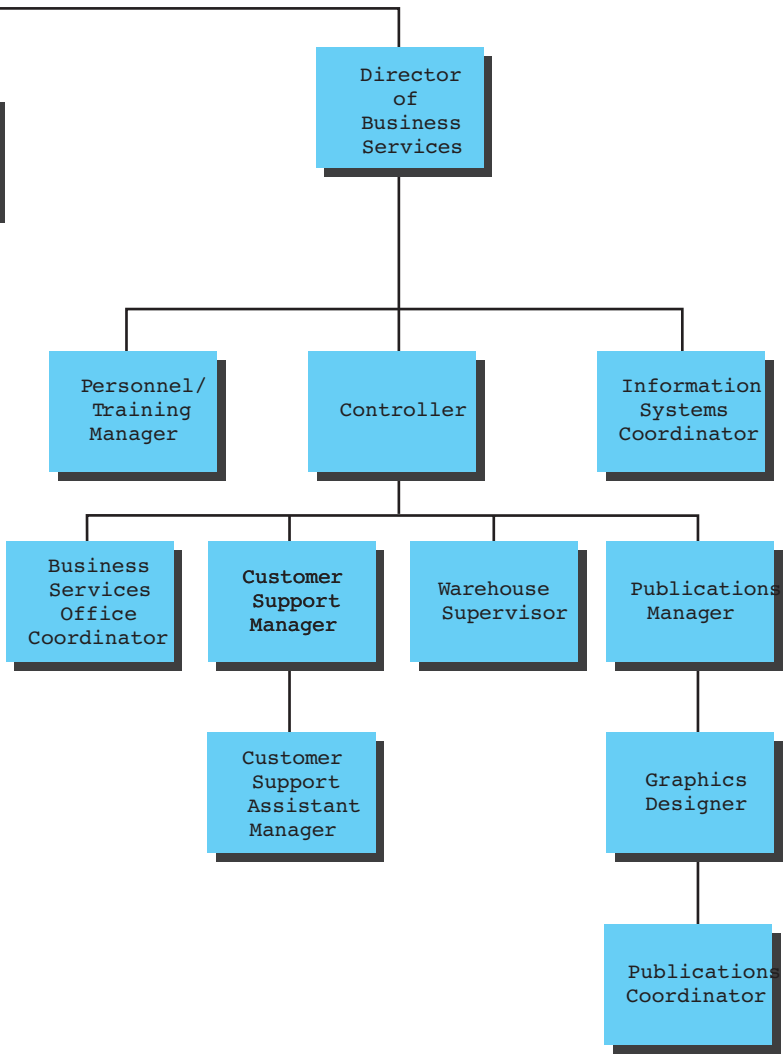 Director
of
Business
Services
Personnel/
Training
Manager
Controller
Information
Systems
Coordinator
Business
Services
Office
Coordinator
Customer
Support
Manager
Warehouse
Supervisor
Publications
Manager
Customer
Support
Assistant
Manager
Graphics
Designer
Publications
Coordinator